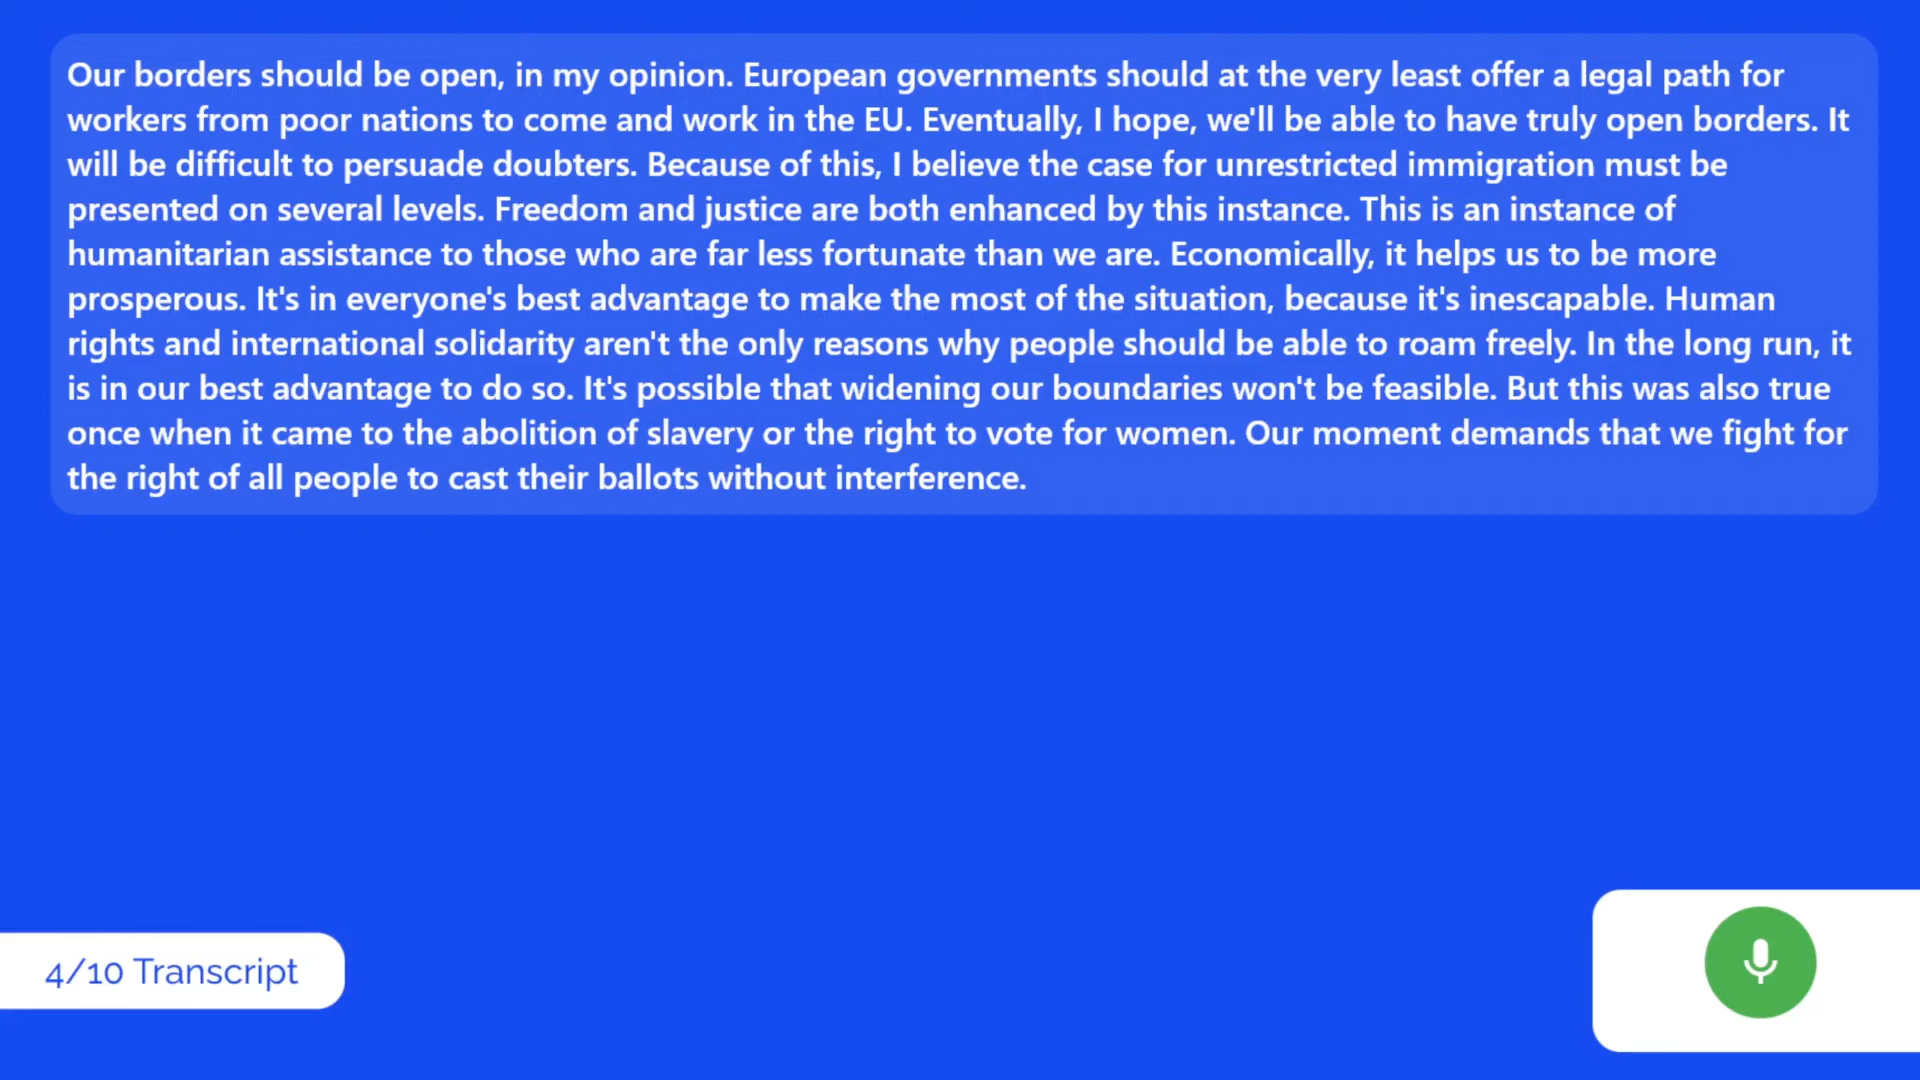 Our borders should be open, in my opinion. European governments should at the very least offer a legal path for
workers from poor nations to come and work in the EU. Eventually, I hope, we'll be able to have truly open borders. It
will be difficult to persuade doubters. Because of this, I believe the case for unrestricted immigration must be
presented on several levels. Freedom and justice are both enhanced by this instance. This is an instance of
humanitarian assistance to those who are far less fortunate than we are. Economically, it helps us to be more
prosperous. It's in everyone's best advantage to make the most of the situation, because it's inescapable. Human
rights and international solidarity aren't the only reasons why people should be able to roam freely. In the long run, it
is in our best advantage to do so. It's possible that widening our boundaries won't be feasible. But this was also true
once when it came to the abolition of slavery or the right to vote for women. Our moment demands that we fight for
the right of all people to cast their ballots without interference.
4/10 Transcript